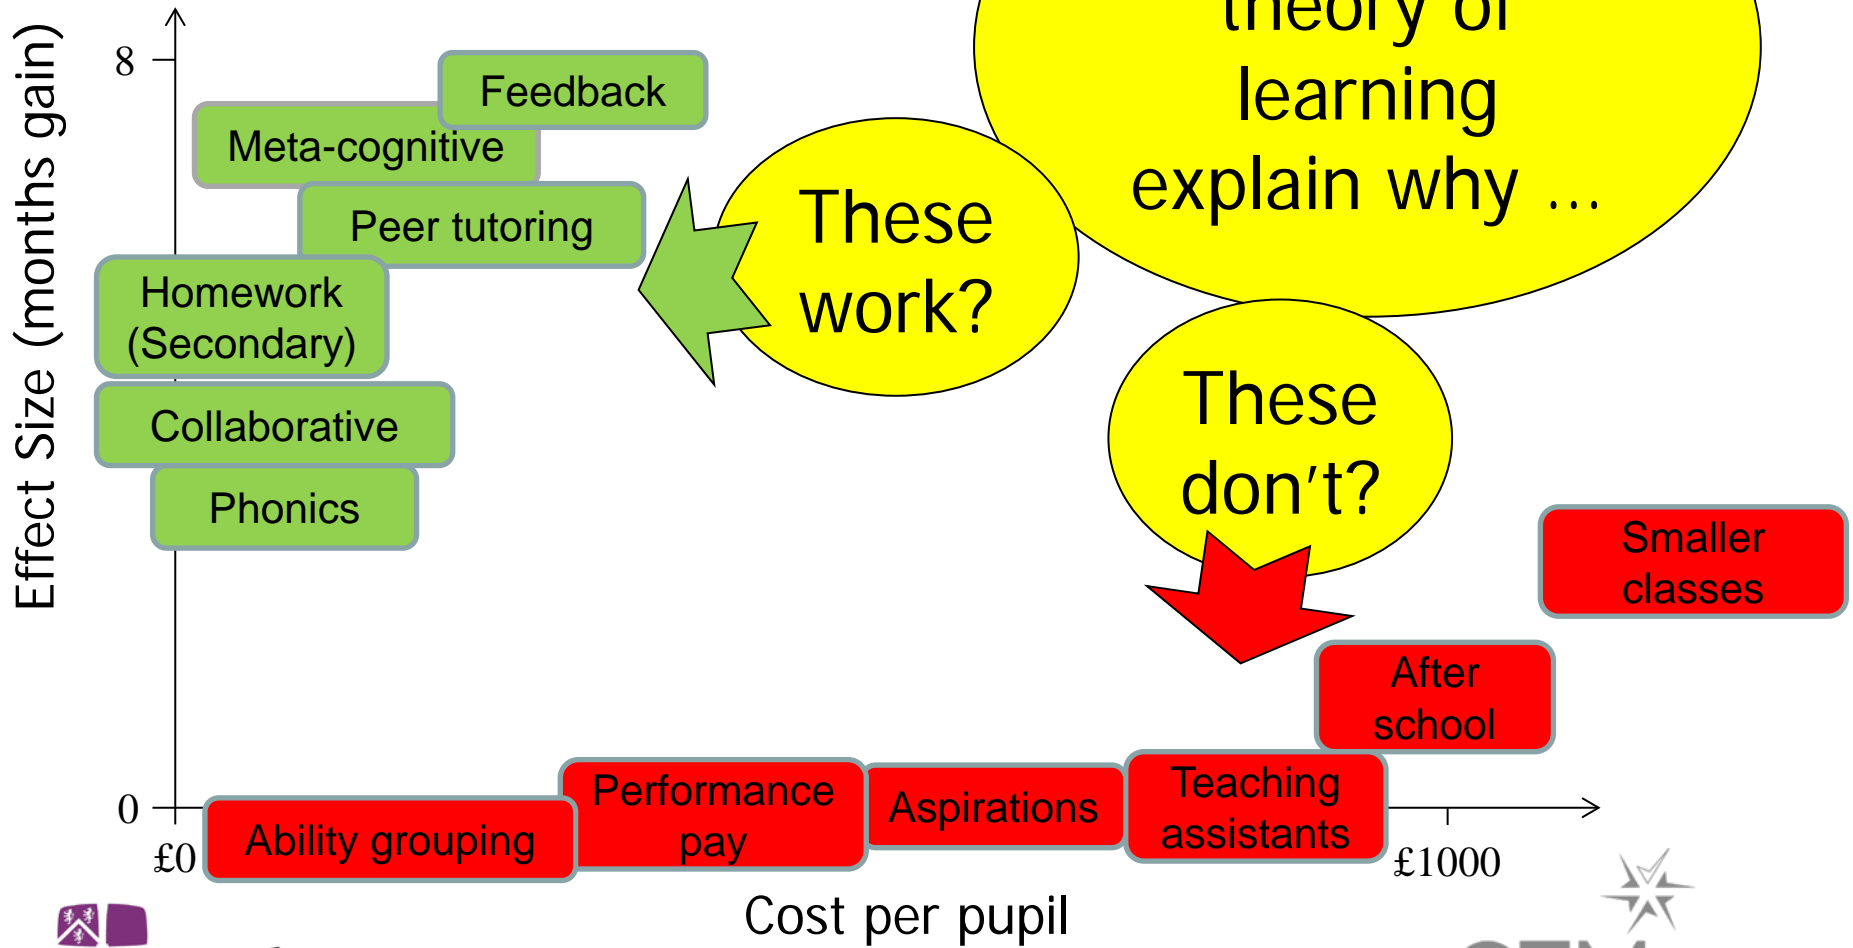 theory of
learning
explain why ...
These
work?
These
don't?
Effect Size (months gain)
8
Feedback
Meta-cognitive
Peer tutoring
Homework
(Secondary)
Collaborative
Phonics
Smaller
classes
After
school
Teaching
assistants
Aspirations
Performance
pay
Ability grouping
0
£0
£1000
Cost per pupil